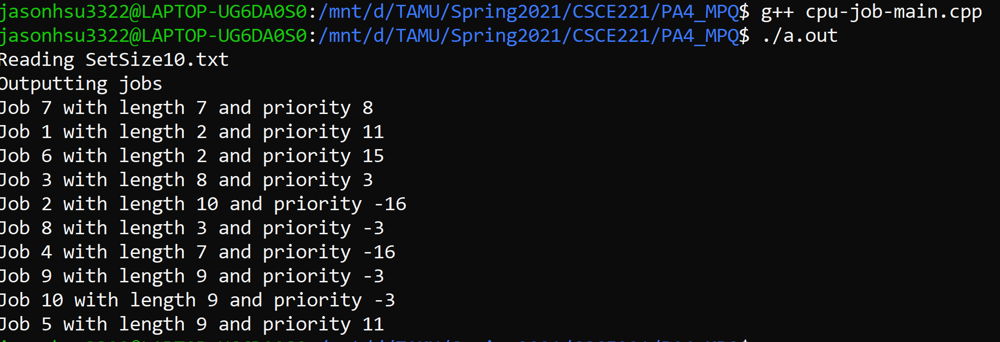 jasonhsu3322@LAPTOP-UG6DA0S0:/mnt/d/TAMU/Spring2021/CSCE221/PA4_MPQ$ g++ cpu-job-main.cpp
jasonhsu3322@LAPTOP-UG6DA0S0:/mnt/d/TAMU/Spring2021/CSCE221/PA4_MPQ$ ./a.out
Reading SetSize10.txt
Outputting jobs
Job 7 with length 7 and priority 8
Job 1 with length 2 and priority 11
Job 6 with length 2 and priority 15
Job 3 with length 8 and priority 3
Job 2 with length 10 and priority -16
Job 8 with length 3 and priority -3
Job 4 with length 7 and priority -16
Job 9 with length 9 and priority -3
Job 10 with length 9 and priority -3
Job 5 with length 9 and priority 11